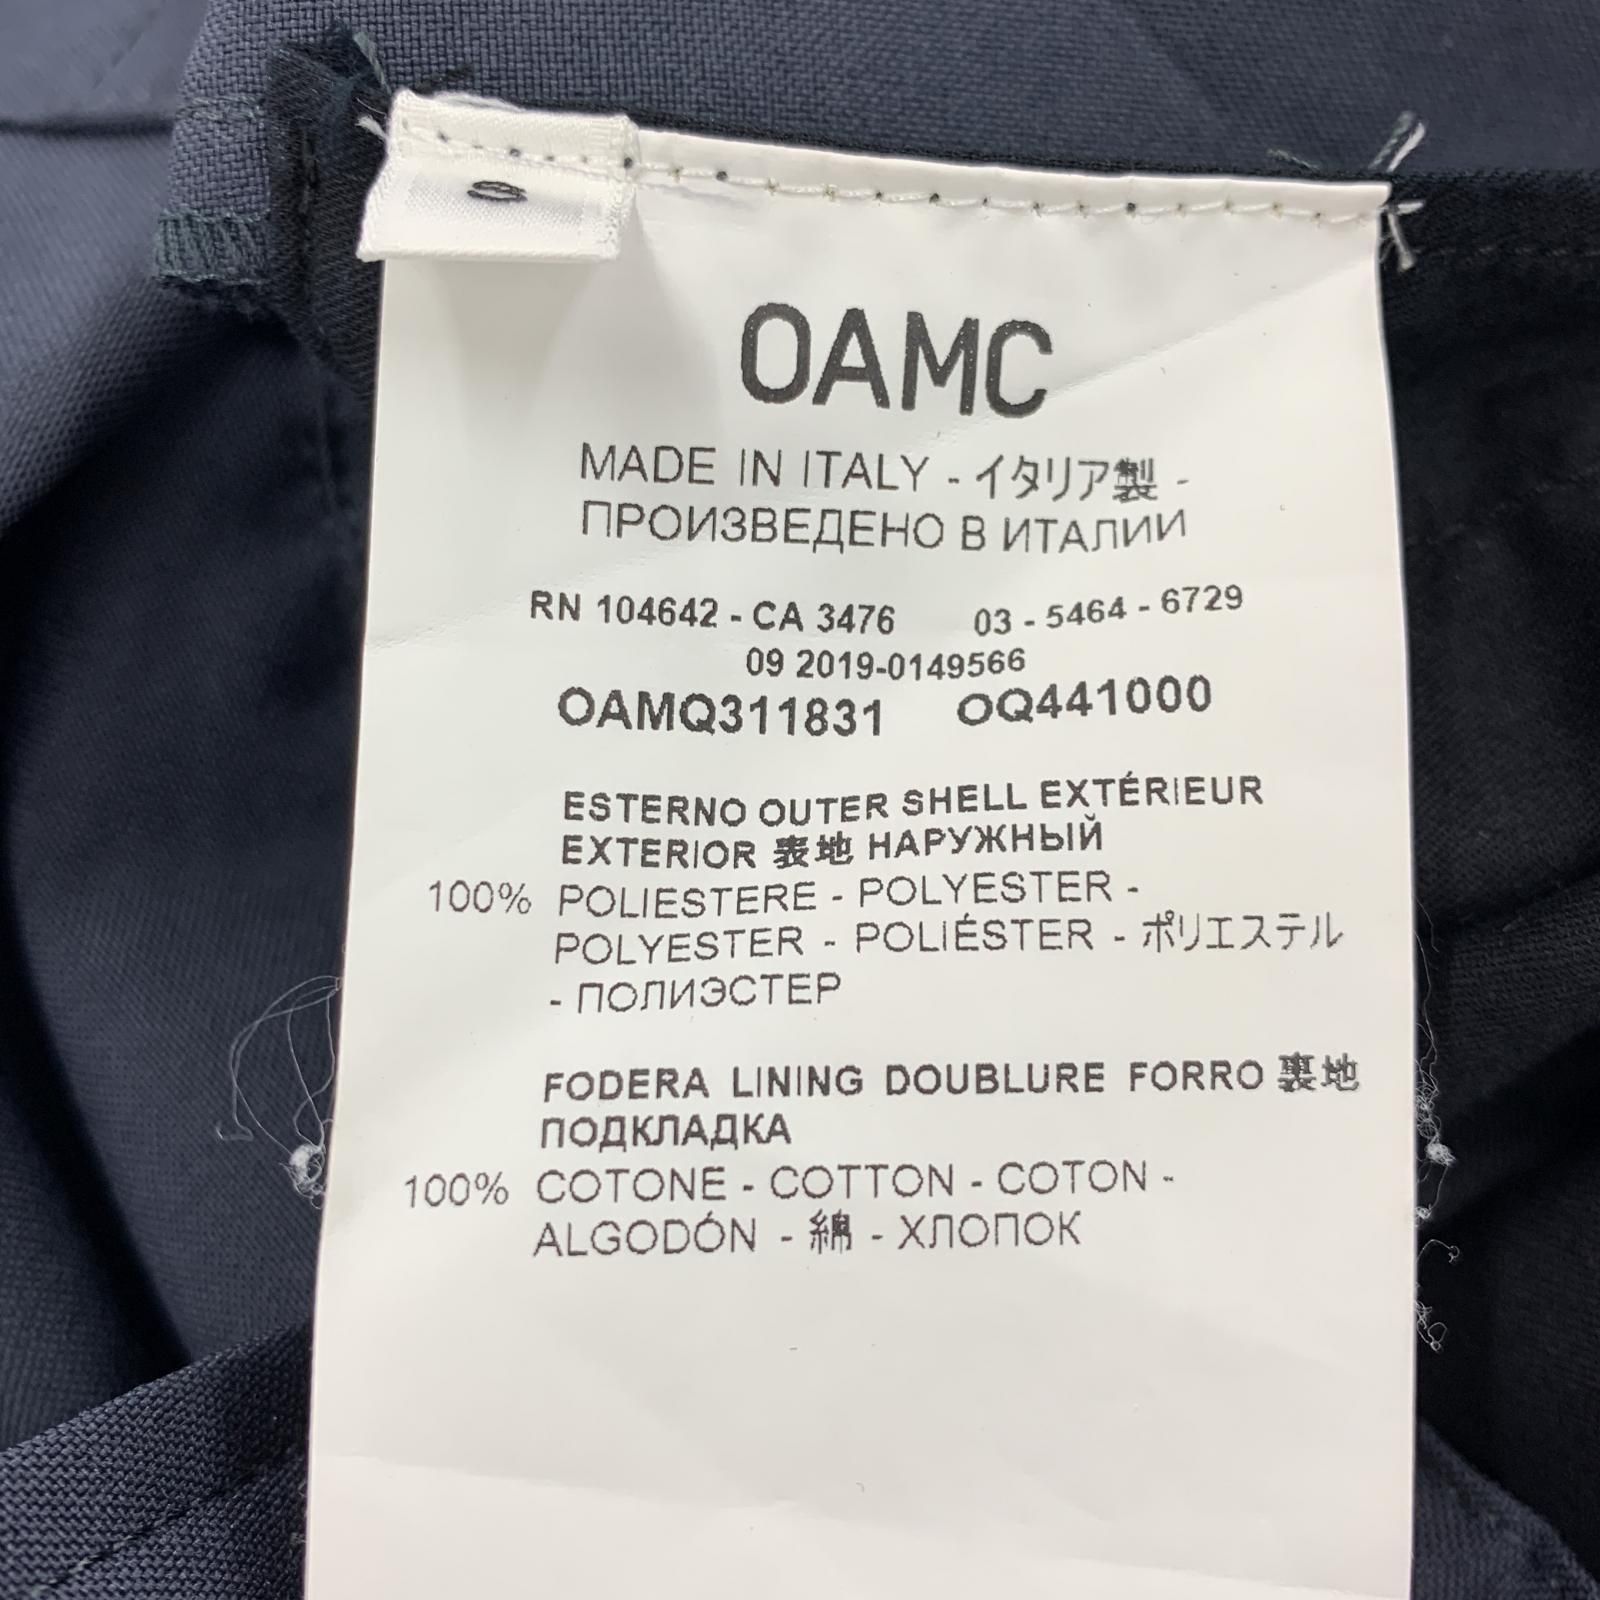 0
OAMC
MADE IN ITALY - イタリア製 -
ПРОИЗВЕДЕНО В ИТАЛИИ
RN 104642 - CA 3476 03 - 5464 - 6729
09 2019-0149566
OAMQ311831 OQ441000
ESTERNO OUTER SHELL EXTÉRIEUR
EXTERIOR 表地 НАРУЖНЫЙ
100% POLIESTERE - POLYESTER -
POLYESTER - POLIÉSTER - ポリエステル
- ПОЛИЭСТЕР
FODERA LINING DOUBLURE FORRO 裏地
ПОДКЛАДКА
100% COTONE - COTTON - COTON -
ALGODÓN - 綿 - ХЛОПОК